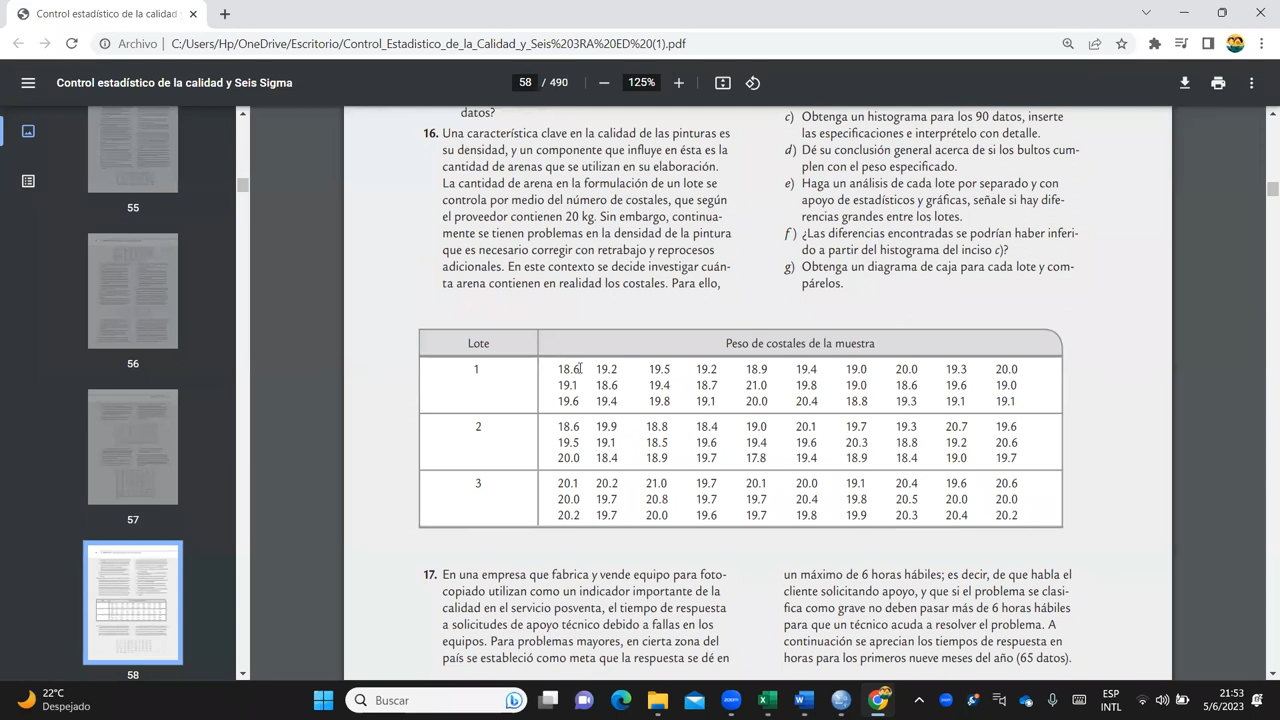 Control estadístico de la calidad
Archivo C:/Users/Hp/OneDrive/Escritorio/Control_Estadistico_de_la_Calidad_y_Seis%203RA%20ED%20(1).pdf
Control estadístico de la calidad y Seis Sigma
58 / 490
125%
55
56
57
58
datos?
16. Una característica clave en la calidad de las pinturas es
su densidad, y un componente que influye en ésta es la
cantidad de arenas que se utilizan en su elaboración.
La cantidad de arena en la formulación de un lote se
controla por medio del número de costales, que según
el proveedor contienen 20 kg. Sin embargo, continua-
mente se tienen problemas en la densidad de la pintura
que es necesario corregir con retrabajo y reprocesos
adicionales. En este contexto se decide investigar cuán-
ta arena contienen en realidad los costales. Para ello,
c) Obtenga un histograma para los 90 datos, inserte
las especificaciones e interprételo con detalle.
d) Dé su conclusión general acerca de si los bultos cum-
plen con el peso especificado.
e) Haga un análisis de cada lote por separado y con
apoyo de estadísticos y gráficas, señale si hay dife-
rencias grandes entre los lotes.
f) ¿Las diferencias encontradas se podrían haber inferi-
do a partir del histograma del inciso c)?
g) Obtenga un diagrama de caja para cada lote y com-
párelos.
Lote Peso de costales de la muestra
1 18.6 19.2 19.5 19.2 18.9 19.4 19.0 20.0 19.3 20.0
19.1 18.6 19.4 18.7 21.0 19.8 19.0 18.6 19.6 19.0
19.6 19.4 19.8 19.1 20.0 20.4 18.8 19.3 19.1 19.1
2 18.6 19.9 18.8 18.4 19.0 20.1 19.7 19.3 20.7 19.6
19.5 19.1 18.5 19.6 19.4 19.6 20.3 18.8 19.2 20.6
20.0 18.4 18.9 19.7 17.8 19.4 18.9 18.4 19.0 19.7
3 20.1 20.2 21.0 19.7 20.1 20.0 19.1 20.4 19.6 20.6
20.0 19.7 20.8 19.7 19.7 20.4 19.8 20.5 20.0 20.0
20.2 19.7 20.0 19.6 19.7 19.8 19.9 20.3 20.4 20.2
17. En una empresa que fabrica y vende equipo para foto-
copiado utilizan como un indicador importante de la
calidad en el servicio posventa, el tiempo de respuesta
a solicitudes de apoyo técnico debido a fallas en los
equipos. Para problemas mayores, en cierta zona del
país se estableció como meta que la respuesta se dé en
un máximo de 6 horas hábiles; es decir, de que habla el
cliente solicitando apoyo, y que si el problema se clasi-
fica como grave no deben pasar más de 6 horas hábiles
para que un técnico acuda a resolver el problema. A
continuación se aprecian los tiempos de respuesta en
horas para los primeros nueve meses del año (65 datos).
22°C
Despejado
Buscar
ESP
INTL
21:53
5/6/2023